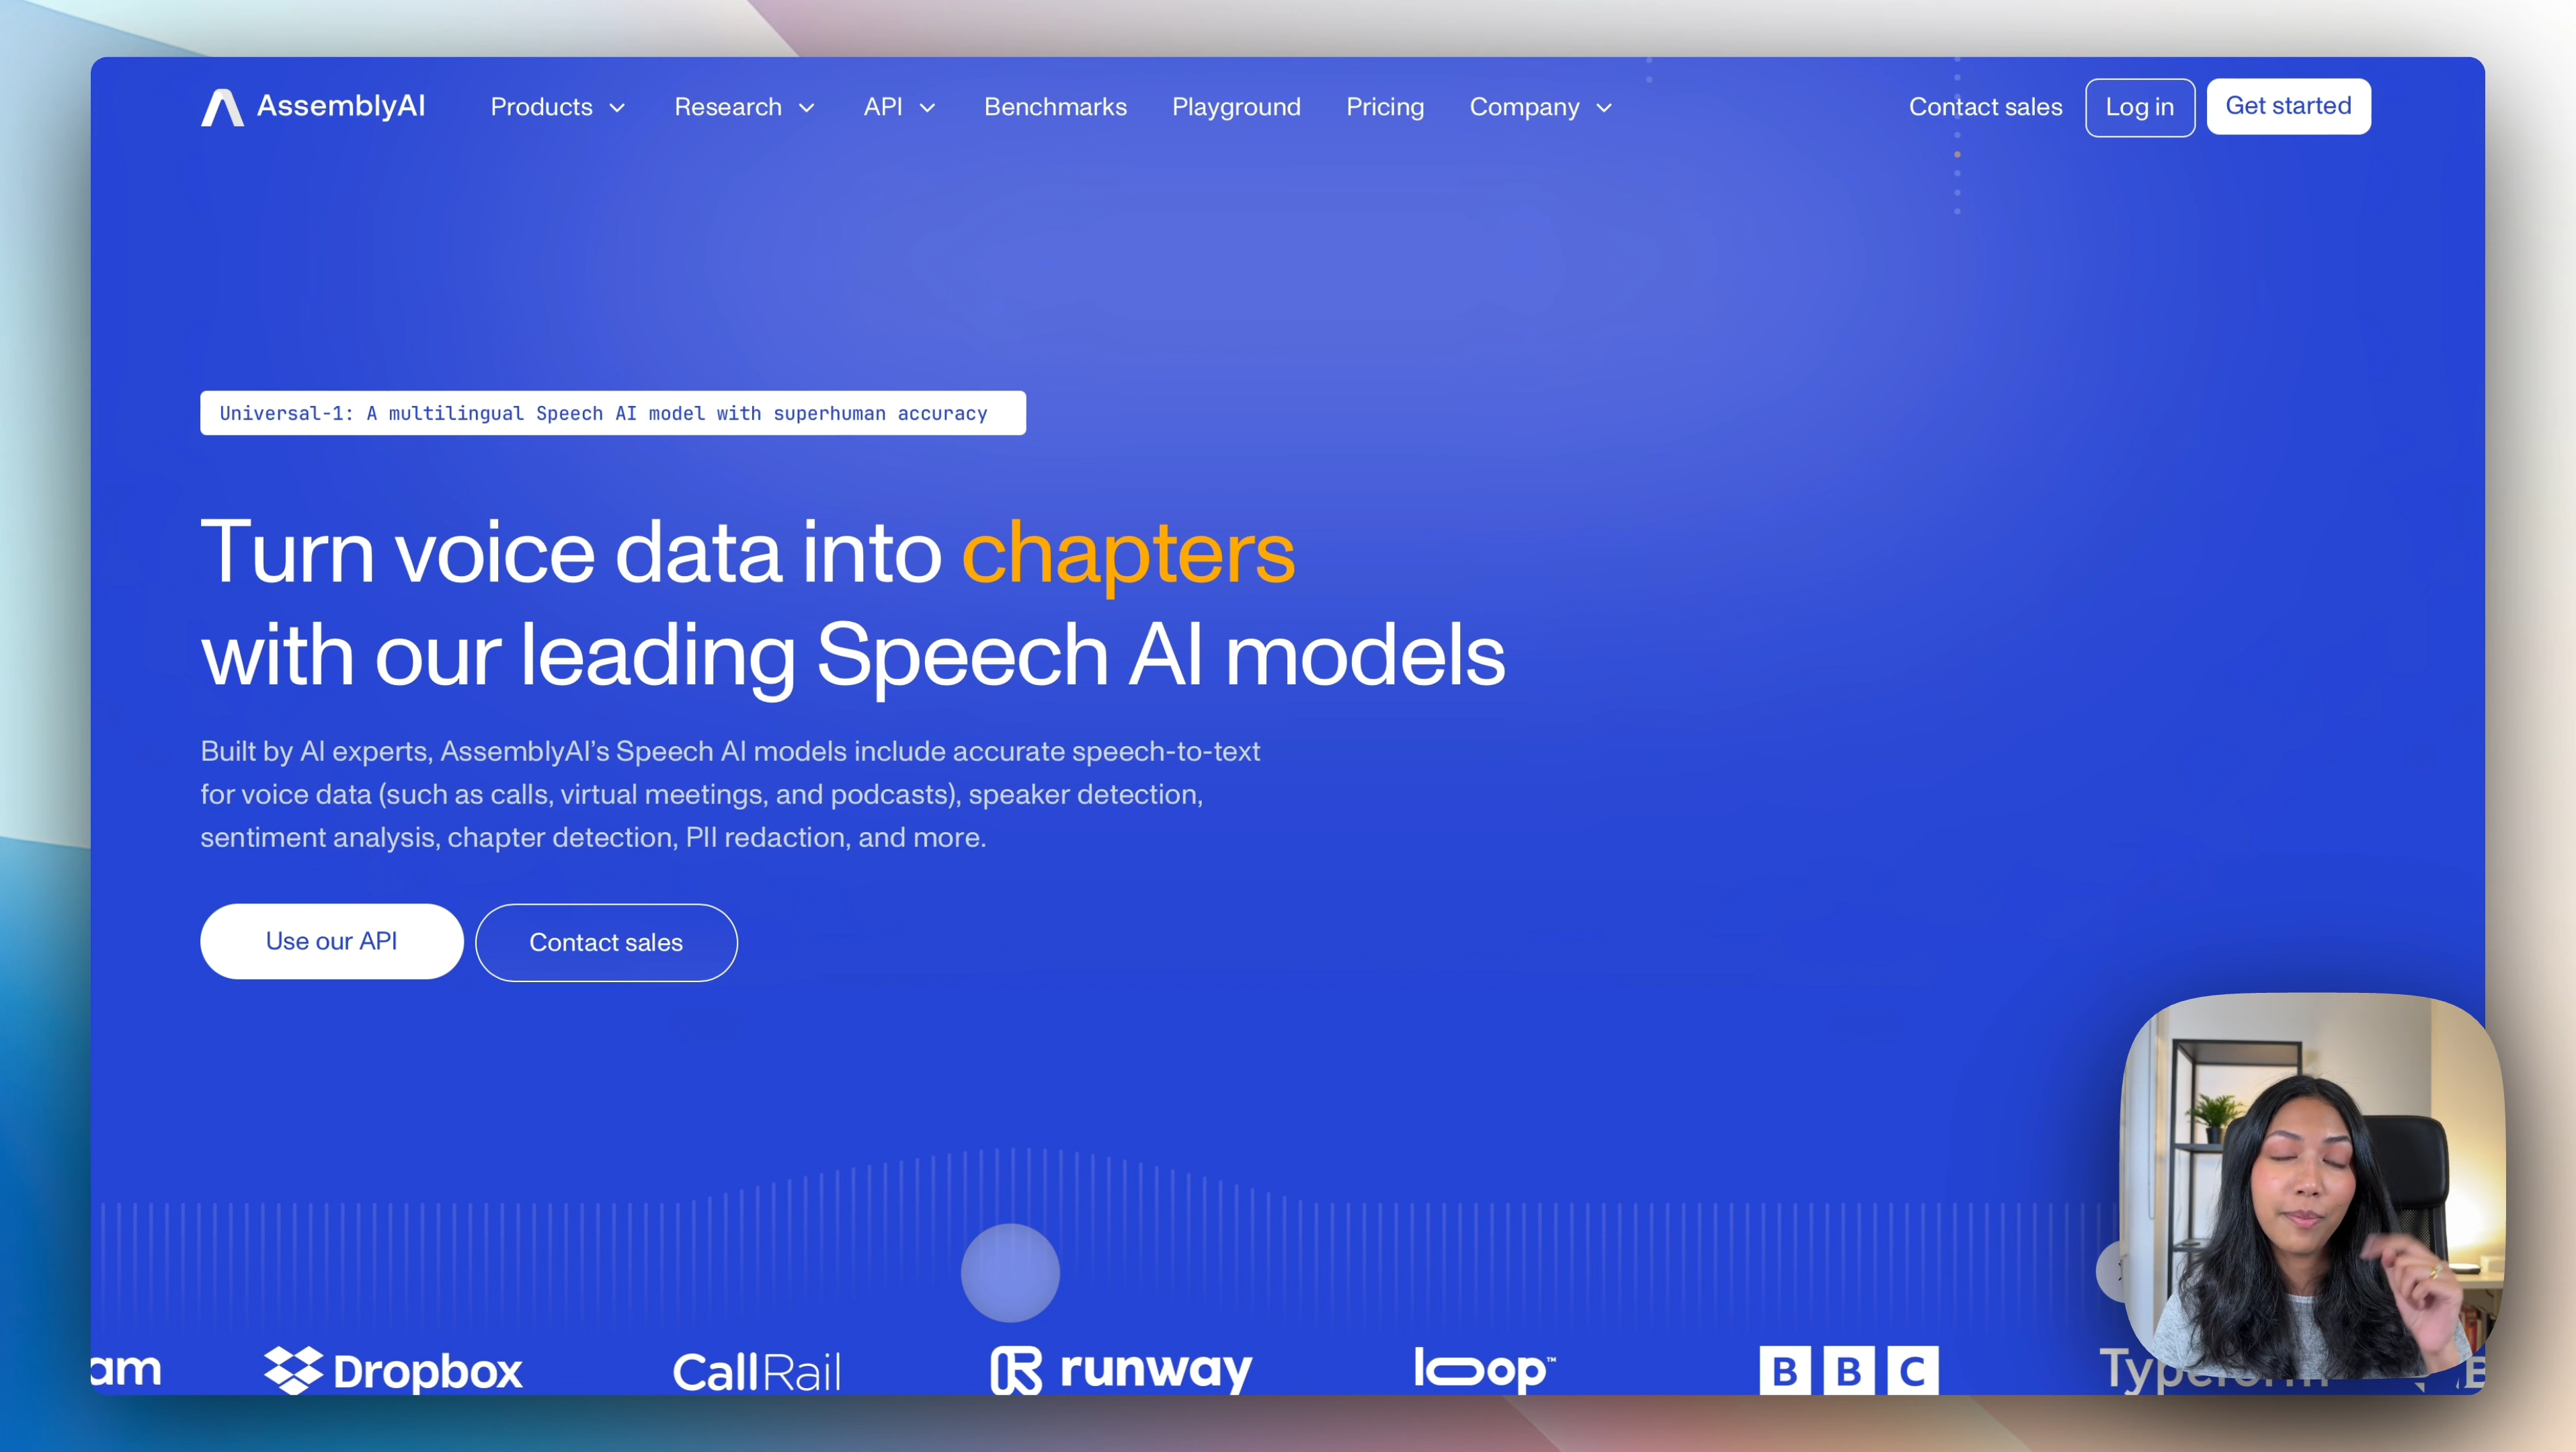 AssemblyAI
Products
Research
API
Benchmarks
Playground
Pricing
Company
Contact sales
Log in
Get started
Universal-1: A multilingual Speech AI model with superhuman accuracy
Turn voice data into chapters
with our leading Speech AI models
Built by AI experts, AssemblyAI’s Speech AI models include accurate speech-to-text
for voice data (such as calls, virtual meetings, and podcasts), speaker detection,
sentiment analysis, chapter detection, PII redaction, and more.
Use our API
Contact sales
am
Dropbox
CallRail
runway
loop™
BBC
Typeform